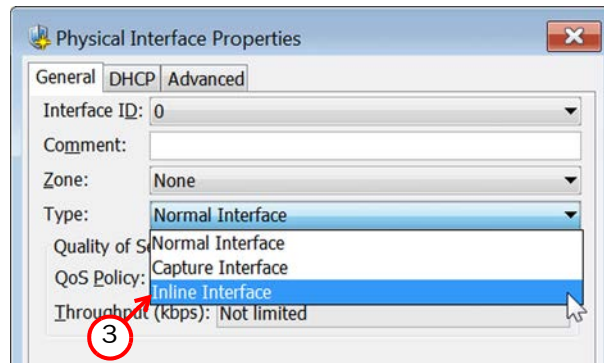 Physical Interface Properties
General DHCP Advanced
Interface ID: 0
Comment:
Zone: None
Type: Normal Interface
Normal Interface
Quality of S
Capture Interface
QoS Policy:
Inline Interface
Throughput (kbps): Not limited
3